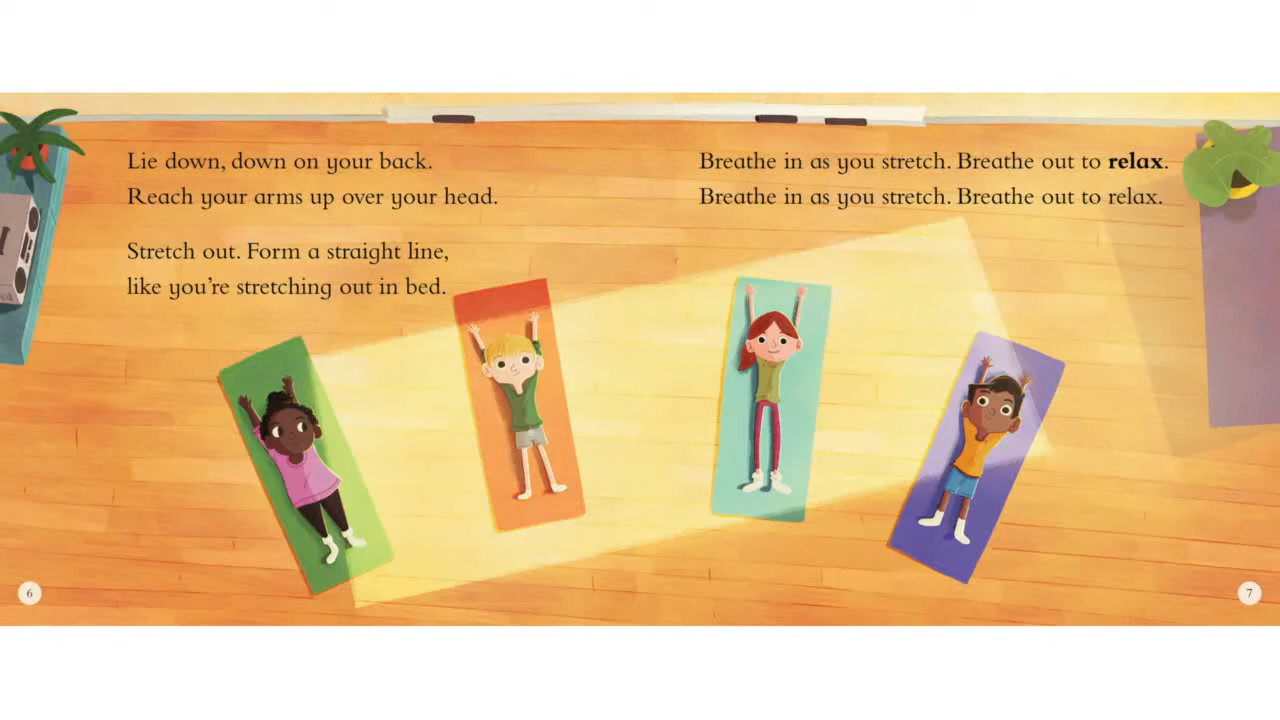 Lie down, down on your back.
Reach your arms up over your head.
Stretch out. Form a straight line,
like you’re stretching out in bed.
6
Breathe in as you stretch. Breathe out to relax.
Breathe in as you stretch. Breathe out to relax.
7